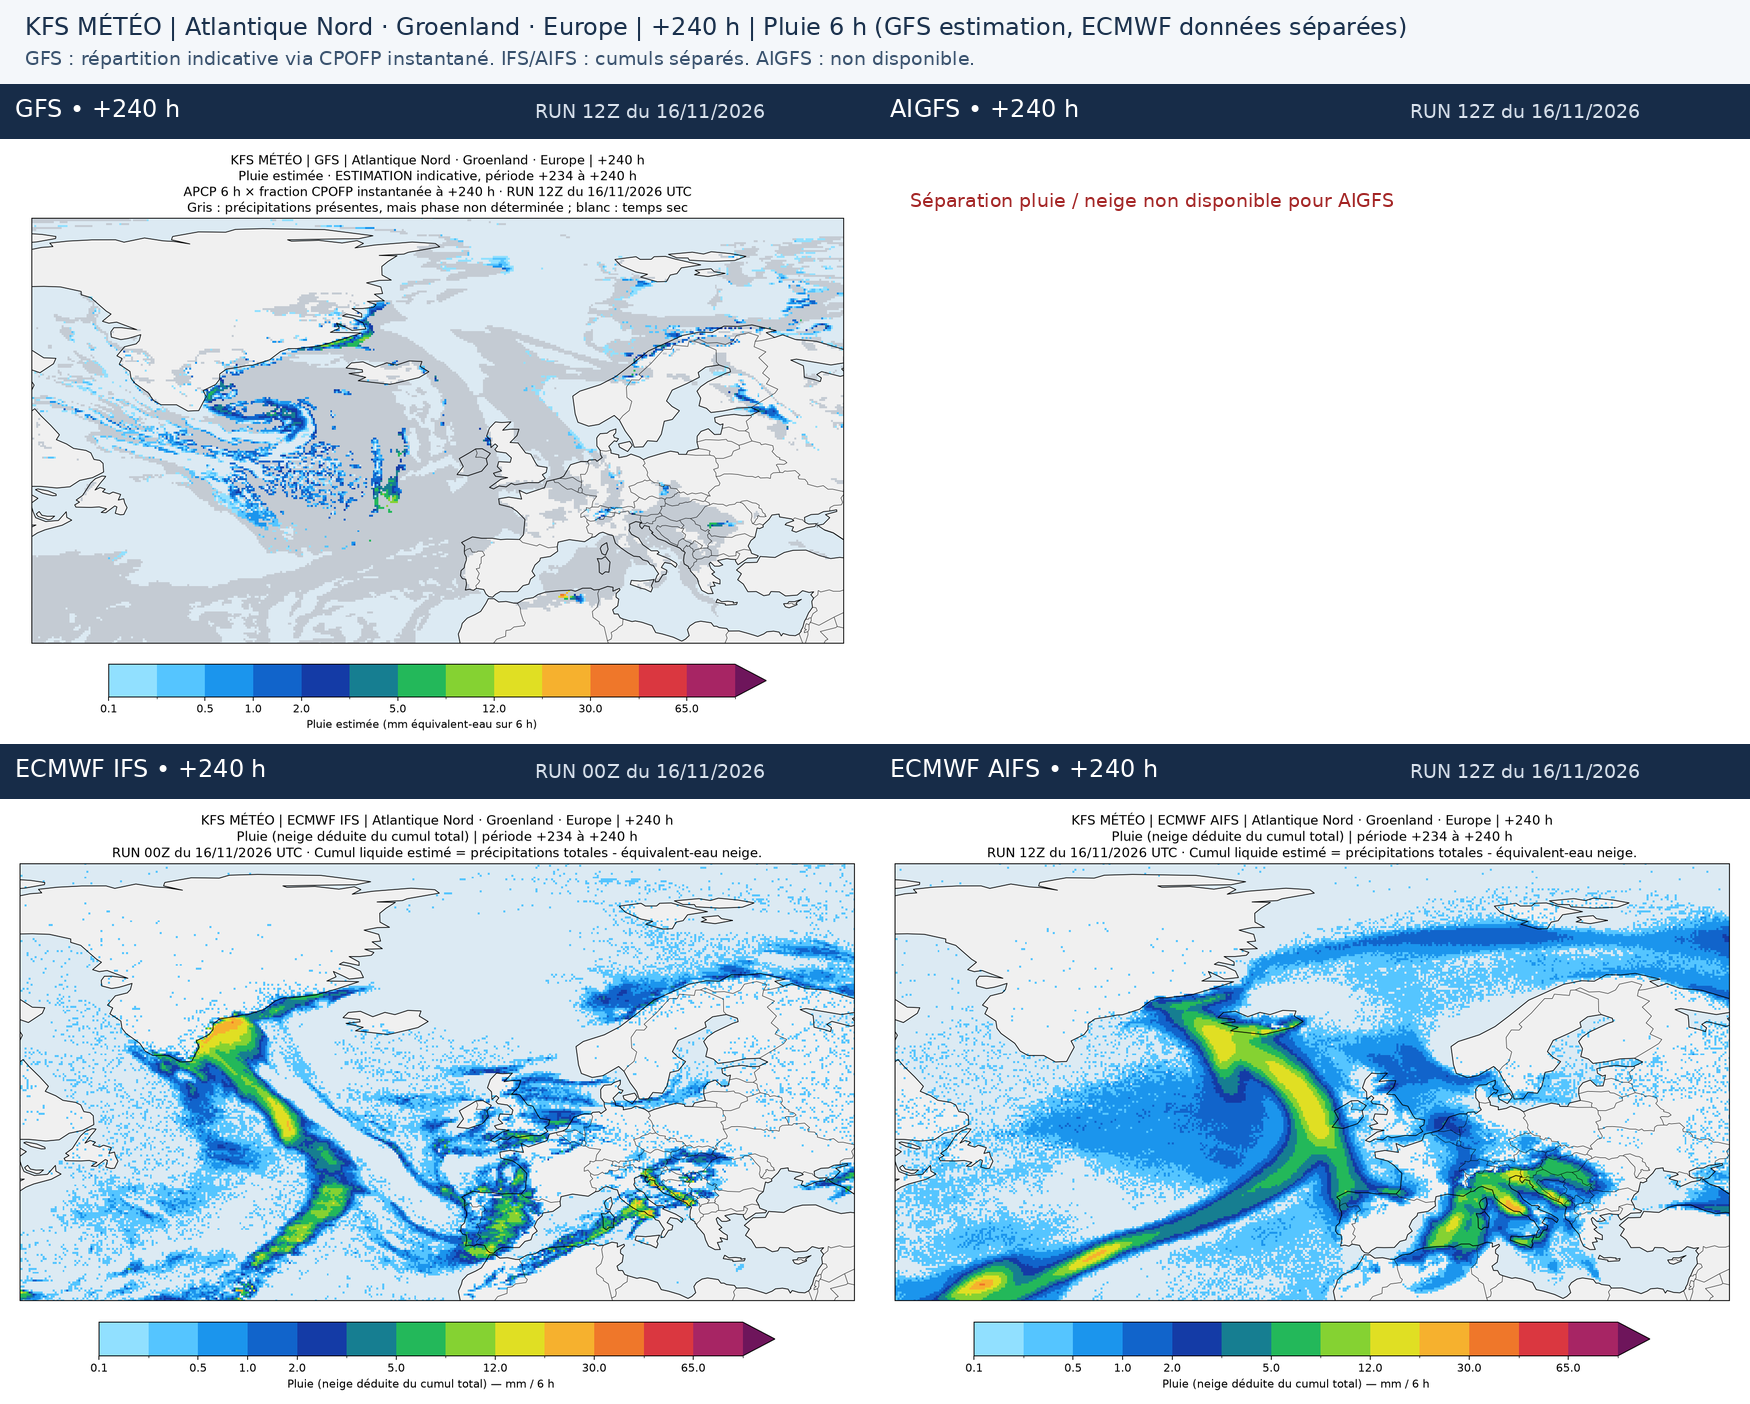 KFS MÉTÉO | Atlantique Nord · Groenland · Europe | +240 h | Pluie 6 h (GFS estimation, ECMWF données séparées)
GFS : répartition indicative via CPOFP instantané. IFS/AIFS : cumuls séparés. AIGFS : non disponible.
GFS • +240 h RUN 12Z du 16/11/2026
AIGFS • +240 h RUN 12Z du 16/11/2026
KFS MÉTÉO | GFS | Atlantique Nord · Groenland · Europe | +240 h
Pluie estimée · ESTIMATION indicative, période +234 à +240 h
APCP 6 h × fraction CPOFP instantanée à +240 h · RUN 12Z du 16/11/2026 UTC
Gris : précipitations présentes, mais phase non déterminée ; blanc : temps sec
Séparation pluie / neige non disponible pour AIGFS
0.1 0.5 1.0 2.0 5.0 12.0 30.0 65.0
Pluie estimée (mm équivalent-eau sur 6 h)
ECMWF IFS • +240 h RUN 00Z du 16/11/2026
ECMWF AIFS • +240 h RUN 12Z du 16/11/2026
KFS MÉTÉO | ECMWF IFS | Atlantique Nord · Groenland · Europe | +240 h
Pluie (neige déduite du cumul total) | période +234 à +240 h
RUN 00Z du 16/11/2026 UTC · Cumul liquide estimé = précipitations totales - équivalent-eau neige.
0.1 0.5 1.0 2.0 5.0 12.0 30.0 65.0
Pluie (neige déduite du cumul total) — mm / 6 h
KFS MÉTÉO | ECMWF AIFS | Atlantique Nord · Groenland · Europe | +240 h
Pluie (neige déduite du cumul total) | période +234 à +240 h
RUN 12Z du 16/11/2026 UTC · Cumul liquide estimé = précipitations totales - équivalent-eau neige.
0.1 0.5 1.0 2.0 5.0 12.0 30.0 65.0
Pluie (neige déduite du cumul total) — mm / 6 h